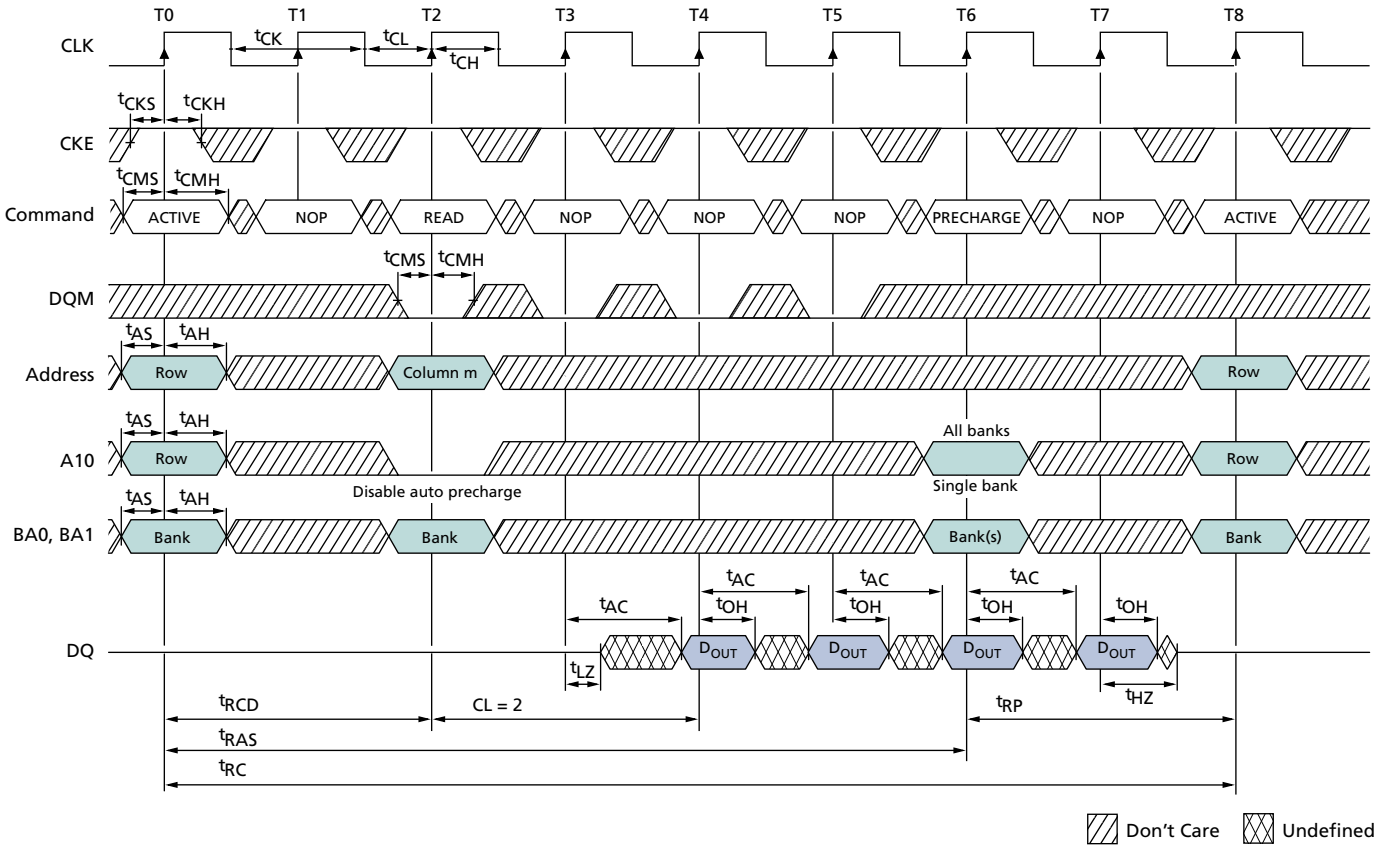 T0 T1 T2 T3 T4 T5 T6 T7 T8
CLK tCK tCL tCH
tCKS tCKH
CKE
tCMS tCMH
Command ACTIVE NOP READ NOP NOP NOP PRECHARGE NOP ACTIVE
tCMS tCMH
DQM
tAS tAH
Address Row Column m Row
tAS tAH All banks
A10 Row Row
Disable auto precharge Single bank
tAS tAH
BA0, BA1 Bank Bank Bank(s) Bank
tAC tAC tAC tAC
tOH tOH tOH tOH
DQ DOUT DOUT DOUT DOUT
tLZ tHZ
tRCD CL = 2 tRP
tRAS
tRC
Don't Care Undefined